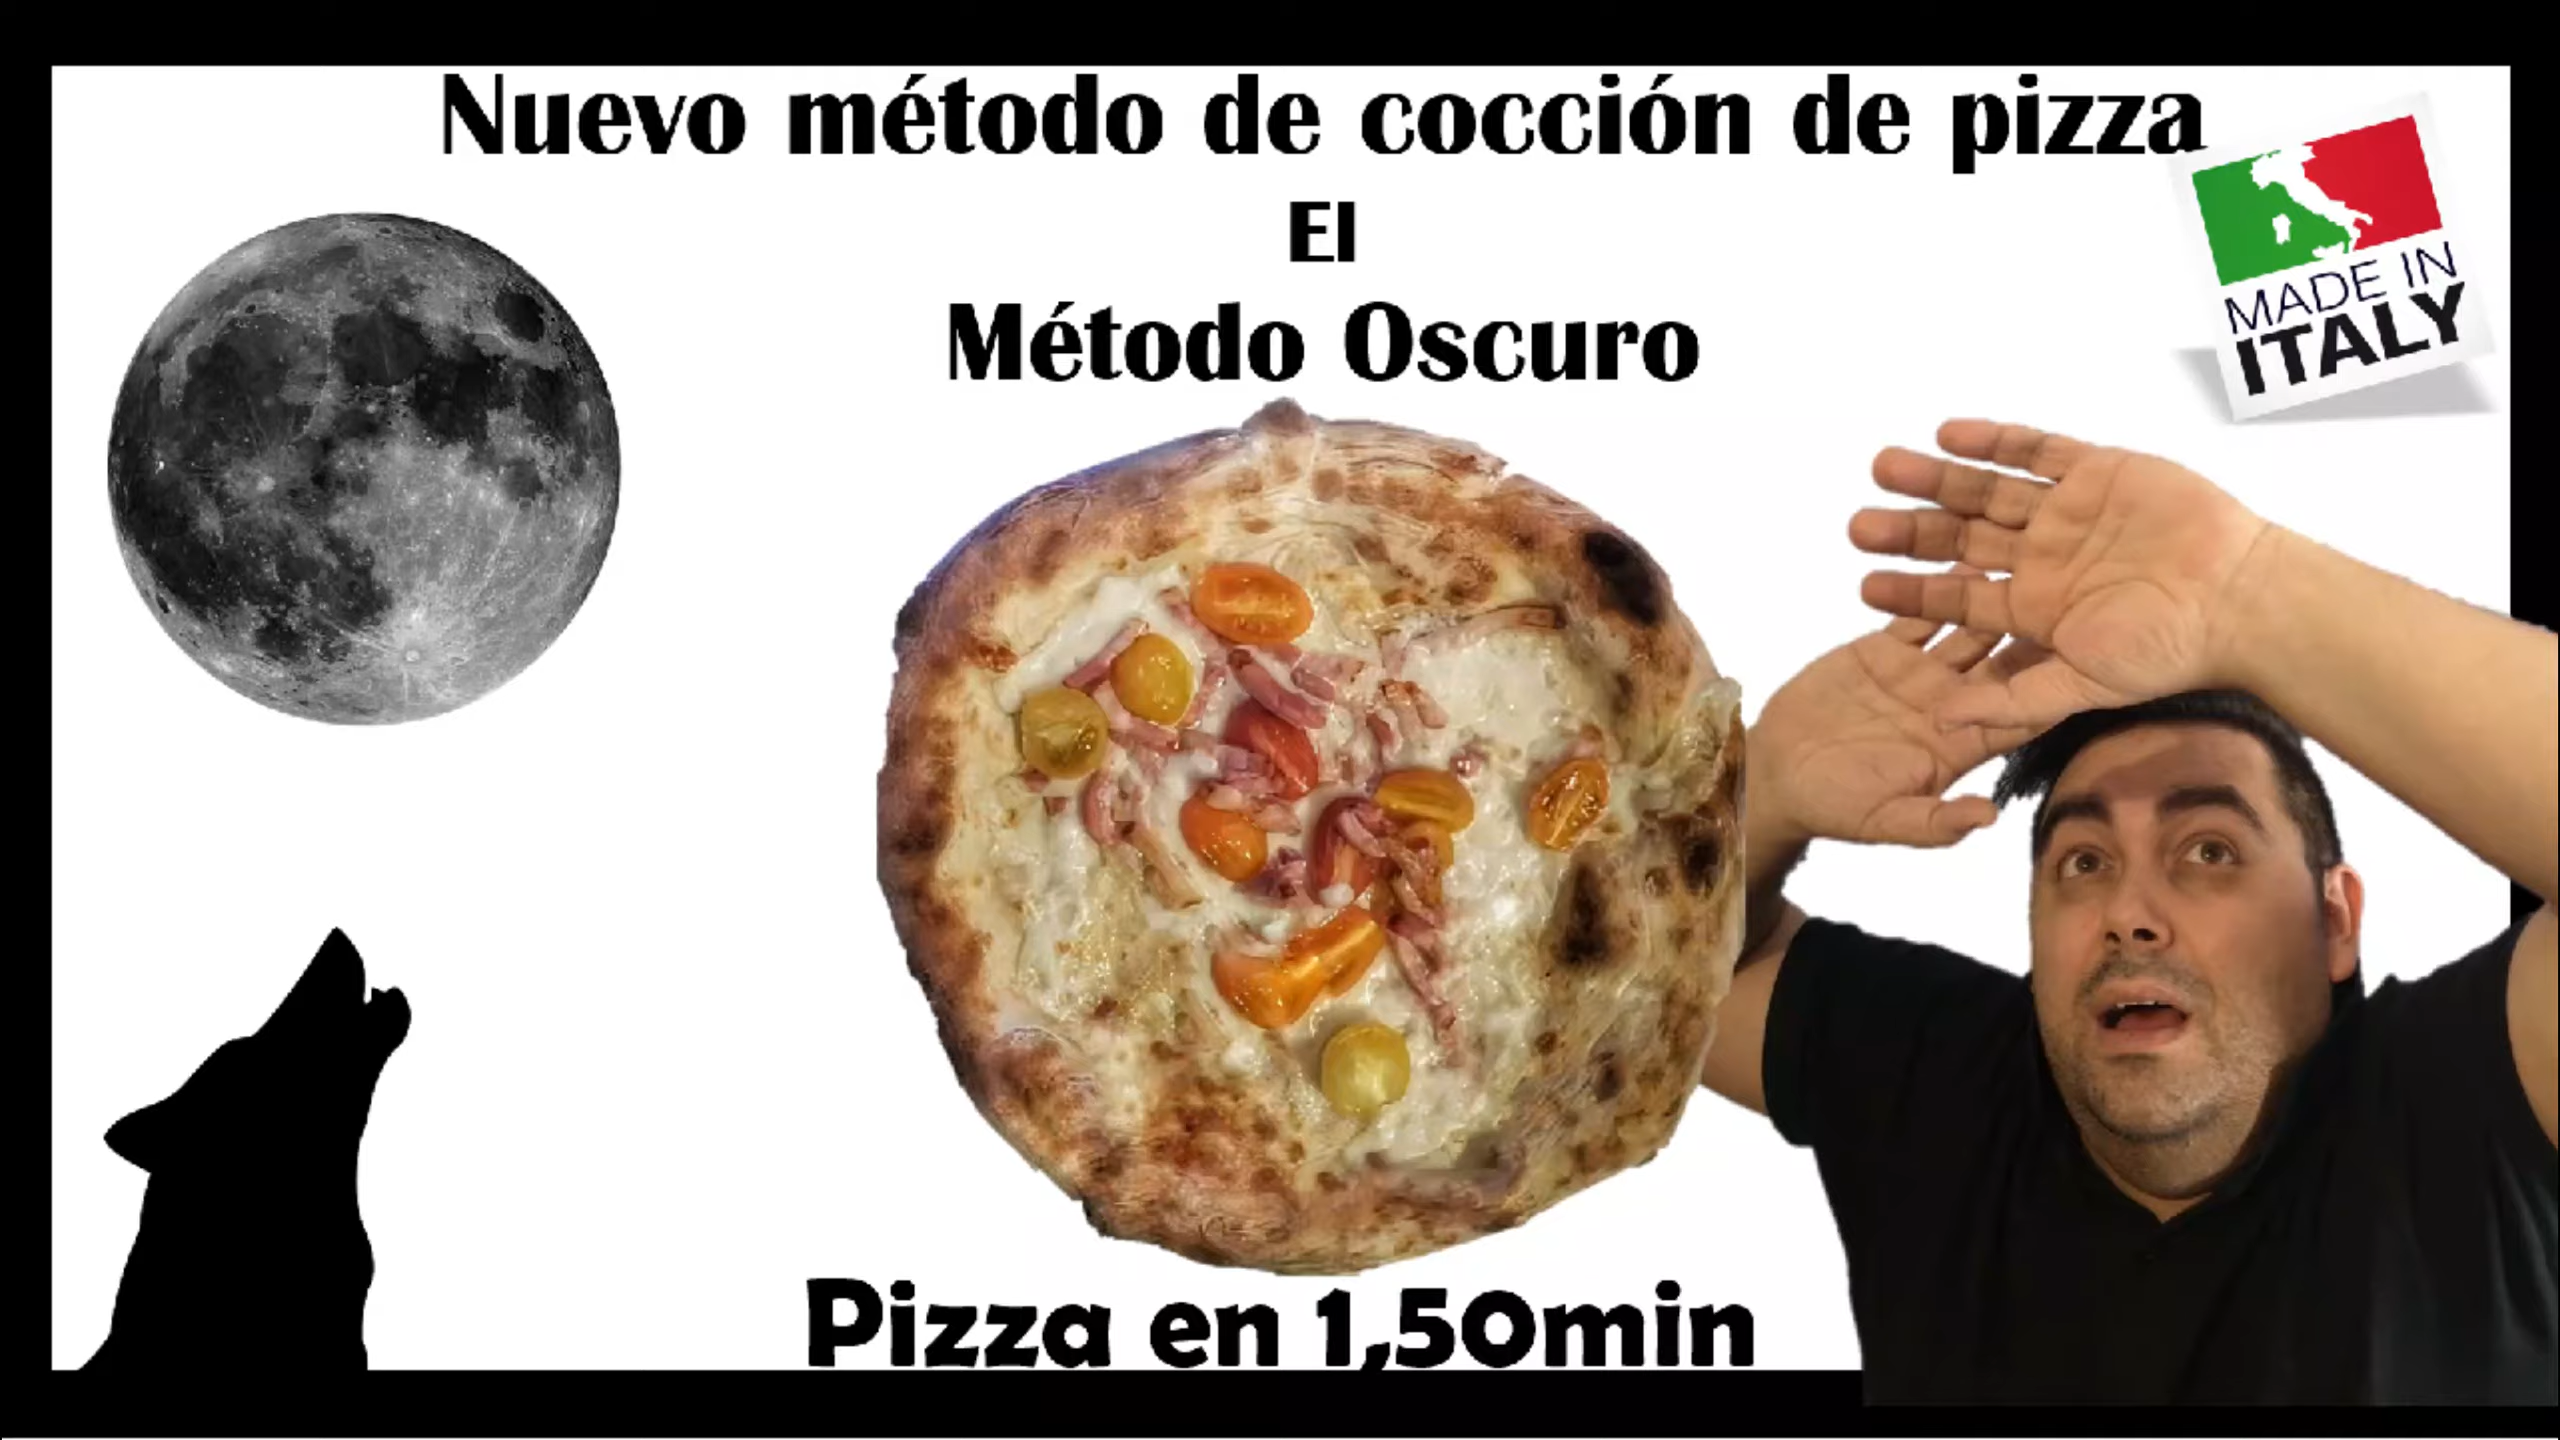 Nuevo método de cocción de pizza
El
Método Oscuro
MADE IN
ITALY
Pizza en 1,50min